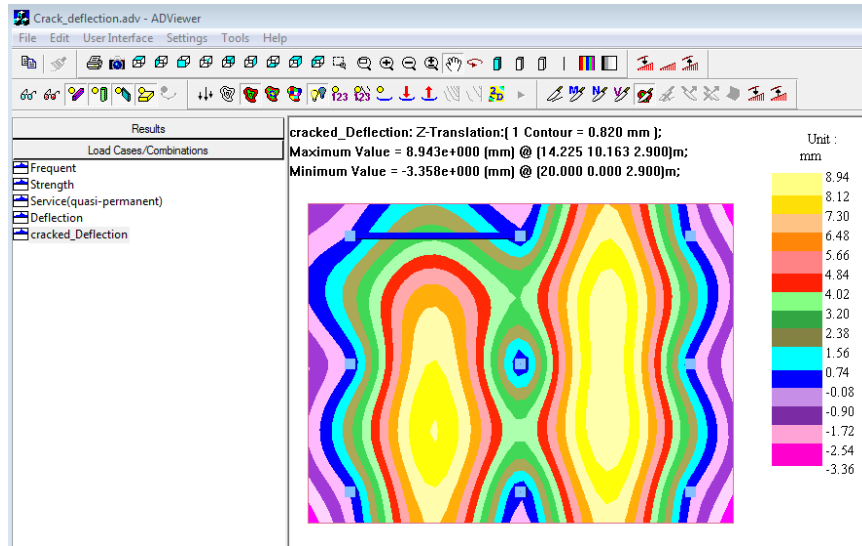 Crack_deflection.adv - ADViewer
File Edit User Interface Settings Tools Help
Results
Load Cases/Combinations
Frequent
Strength
Service(quasi-permanent)
Deflection
cracked_Deflection
cracked_Deflection: Z-Translation:( 1 Contour = 0.820 mm );
Maximum Value = 8.943e+000 (mm) @ (14.225 10.163 2.900)m;
Minimum Value = -3.358e+000 (mm) @ (20.000 0.000 2.900)m;
Unit :
mm
8.94
8.12
7.30
6.48
5.66
4.84
4.02
3.20
2.38
1.56
0.74
-0.08
-0.90
-1.72
-2.54
-3.36